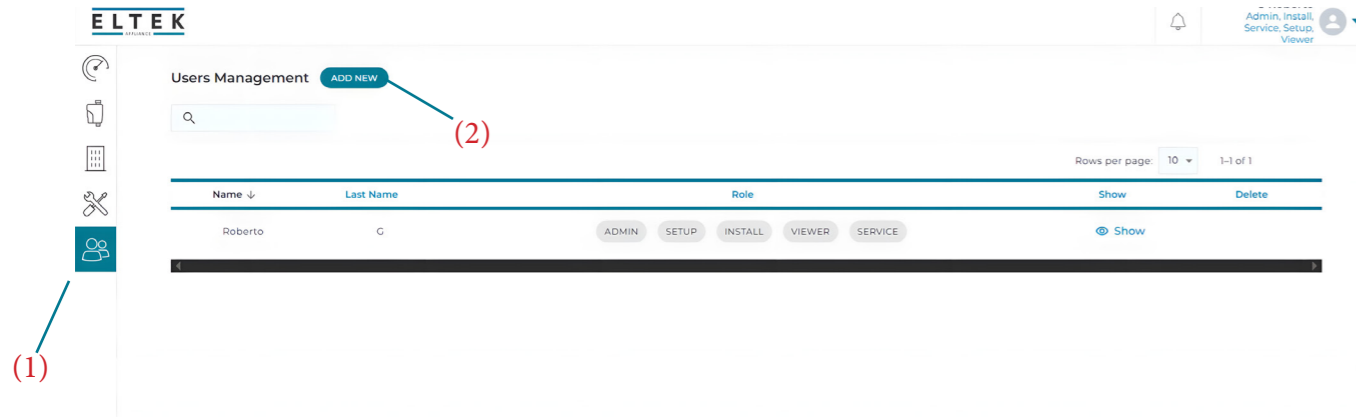 ELTEK
APPLIANCE
Admin, Install,
Service, Setup,
Viewer
Users Management ADD NEW
(2)
Rows per page: 10 1–1 of 1
Name ↓ Last Name Role Show Delete
Roberto G ADMIN SETUP INSTALL VIEWER SERVICE Show
(1)